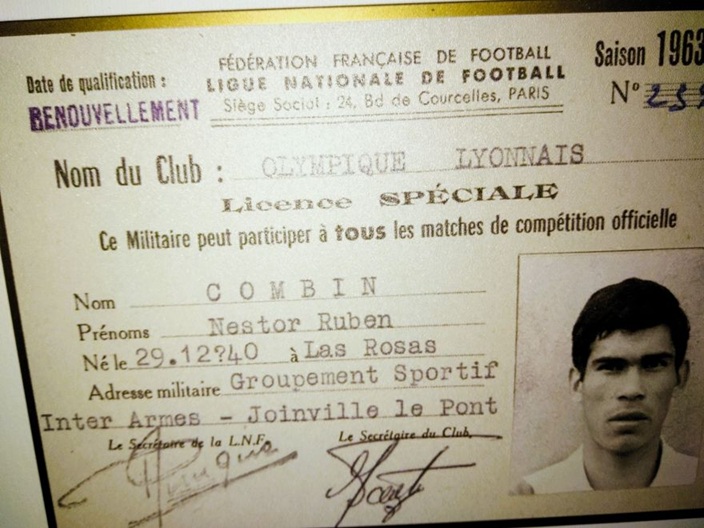 FÉDÉRATION FRANÇAISE DE FOOTBALL
LIGUE NATIONALE DE FOOTBALL
Siège Social : 24, Bd de Courcelles, PARIS
Saison 1963
Nº
Date de qualification :
RENOUVELLEMENT
Nom du Club : OLYMPIQUE LYONNAIS
Licence SPÉCIALE
Ce Militaire peut participer à tous les matches de compétition officielle
Nom COMBIN
Prénoms Nestor Ruben
Né le 29.12?40 à Las Rosas
Adresse militaire Groupement Sportif
Inter Armes - Joinville le Pont
Le Secrétaire de la L.N.F. Le Secrétaire du Club,